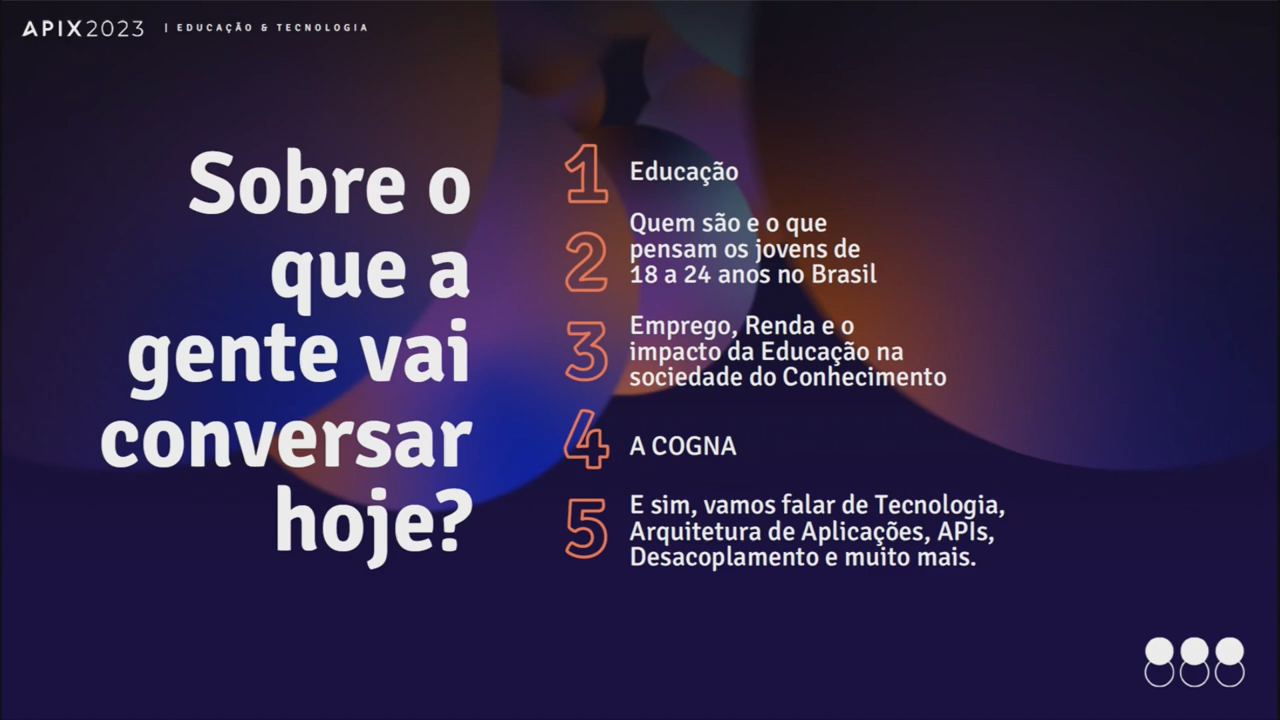 APIX2023 | EDUCAÇÃO & TECNOLOGIA
Sobre o
que a
gente vai
conversar
hoje?
1 Educação
2 Quem são e o que
pensam os jovens de
18 a 24 anos no Brasil
3 Emprego, Renda e o
impacto da Educação na
sociedade do Conhecimento
4 A COGNA
5 E sim, vamos falar de Tecnologia,
Arquitetura de Aplicações, APIs,
Desacoplamento e muito mais.